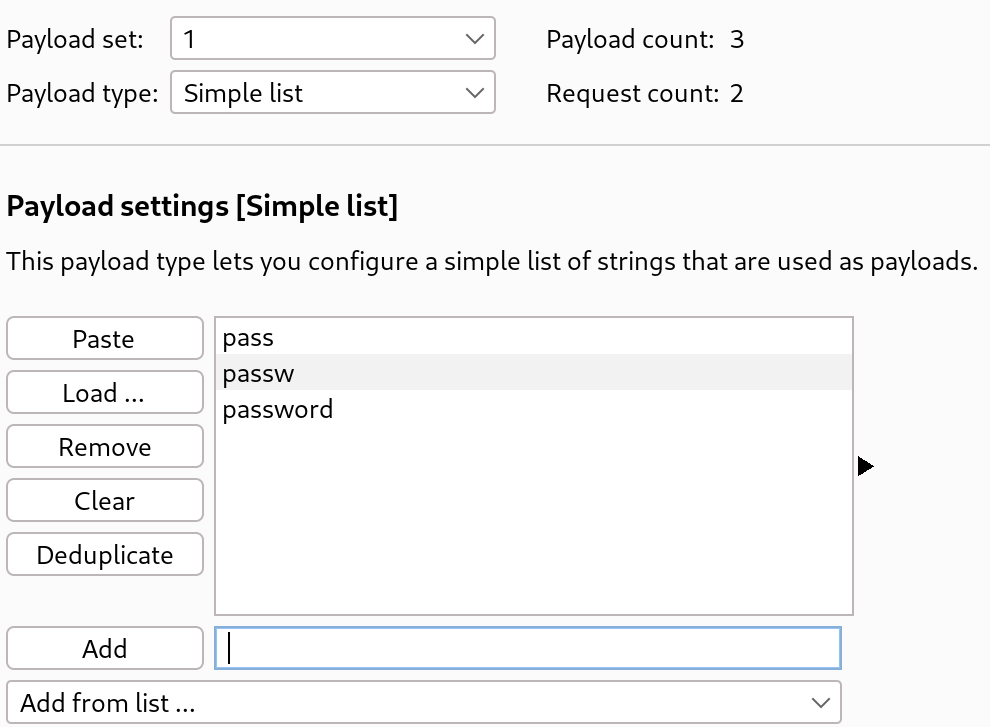 Payload set: 1 Payload count: 3
Payload type: Simple list Request count: 2
Payload settings [Simple list]
This payload type lets you configure a simple list of strings that are used as payloads.
Paste
Load ...
Remove
Clear
Deduplicate
pass
passw
password
Add
Add from list ...